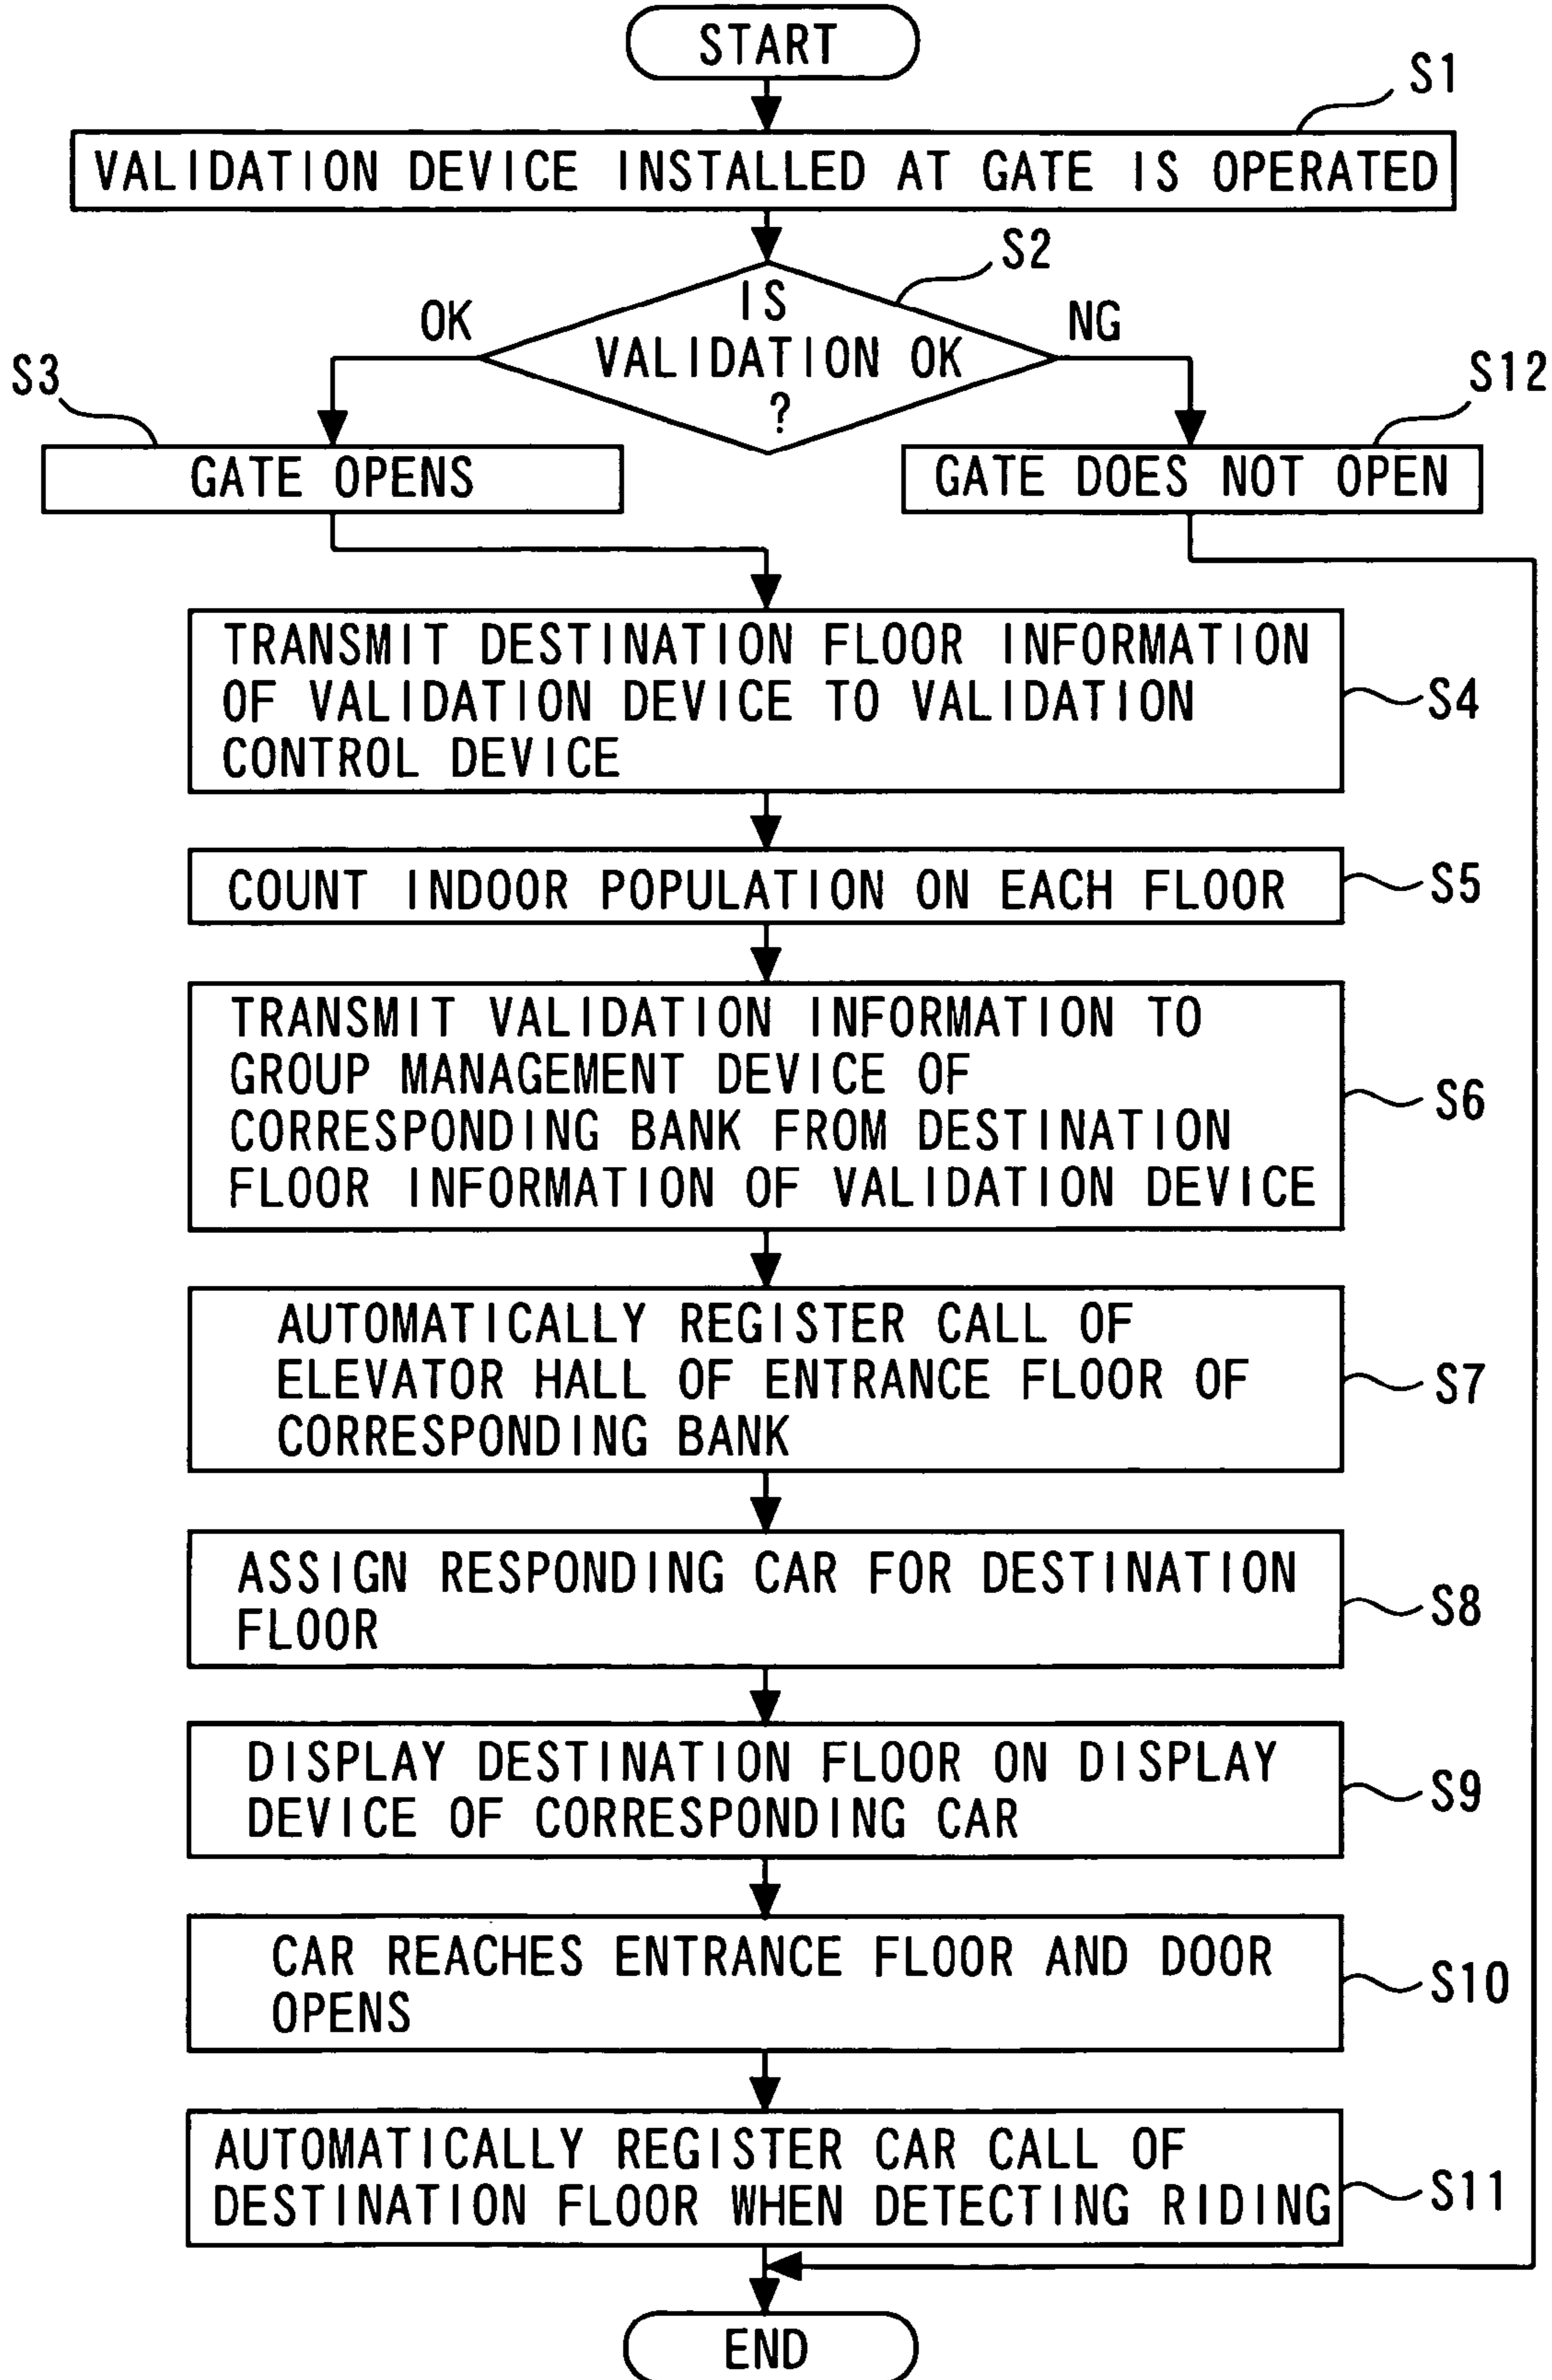 START
S1
VALIDATION DEVICE INSTALLED AT GATE IS OPERATED
S2
IS
VALIDATION OK
?
OK
NG
S3
GATE OPENS
S12
GATE DOES NOT OPEN
TRANSMIT DESTINATION FLOOR INFORMATION
OF VALIDATION DEVICE TO VALIDATION
CONTROL DEVICE
S4
COUNT INDOOR POPULATION ON EACH FLOOR
S5
TRANSMIT VALIDATION INFORMATION TO
GROUP MANAGEMENT DEVICE OF
CORRESPONDING BANK FROM DESTINATION
FLOOR INFORMATION OF VALIDATION DEVICE
S6
AUTOMATICALLY REGISTER CALL OF
ELEVATOR HALL OF ENTRANCE FLOOR OF
CORRESPONDING BANK
S7
ASSIGN RESPONDING CAR FOR DESTINATION
FLOOR
S8
DISPLAY DESTINATION FLOOR ON DISPLAY
DEVICE OF CORRESPONDING CAR
S9
CAR REACHES ENTRANCE FLOOR AND DOOR
OPENS
S10
AUTOMATICALLY REGISTER CAR CALL OF
DESTINATION FLOOR WHEN DETECTING RIDING
S11
END